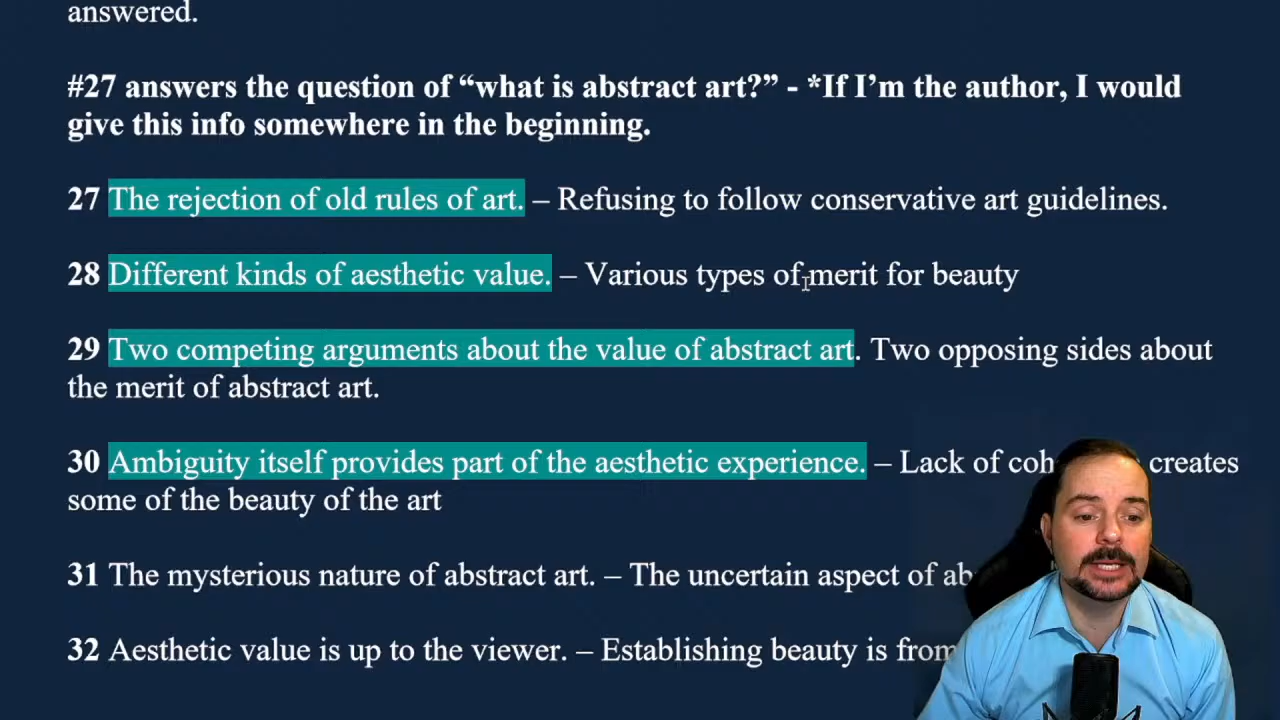 answered.
#27 answers the question of “what is abstract art?” - *If I’m the author, I would
give this info somewhere in the beginning.
27 The rejection of old rules of art. – Refusing to follow conservative art guidelines.
28 Different kinds of aesthetic value. – Various types of merit for beauty
29 Two competing arguments about the value of abstract art. Two opposing sides about
the merit of abstract art.
30 Ambiguity itself provides part of the aesthetic experience. – Lack of creates
some of the beauty of the art
31 The mysterious nature of abstract art. – The uncertain aspect of
32 Aesthetic value is up to the viewer. – Establishing beauty is from